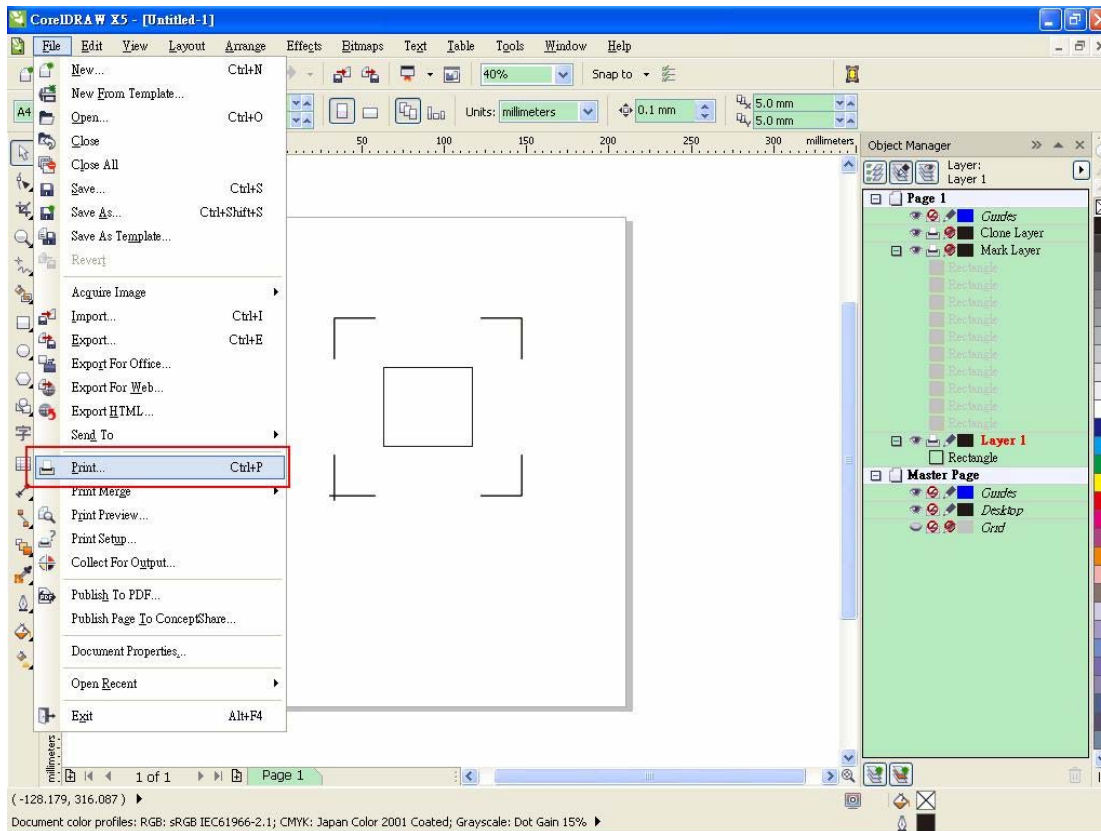 CorelDRAW X5 - [Untitled-1]
File Edit View Layout Arrange Effects Bitmaps Text Table Tools Window Help
New... Ctrl+N
New From Template...
Open... Ctrl+O
Close
Close All
Save... Ctrl+S
Save As... Ctrl+Shift+S
Save As Template...
Revert
Acquire Image
Import... Ctrl+I
Export... Ctrl+E
Export For Office...
Export For Web...
Export HTML...
Send To
Print... Ctrl+P
Print Merge
Print Preview...
Print Setup...
Collect For Output...
Publish To PDF...
Publish Page To ConceptShare...
Document Properties...
Open Recent
Exit Alt+F4
40% Snap to
A4 Units: millimeters 0.1 mm 5.0 mm
5.0 mm
50 100 150 200 250 300 millimeters
字
PDF
Object Manager
Layer:
Layer 1
Page 1
Guides
Clone Layer
Mark Layer
Rectangle
Rectangle
Rectangle
Rectangle
Rectangle
Rectangle
Rectangle
Rectangle
Rectangle
Rectangle
Layer 1
Rectangle
Master Page
Guides
Desktop
Grid
millimeters
1 of 1 Page 1
( -128.179, 316.087 )
Document color profiles: RGB: sRGB IEC61966-2.1; CMYK: Japan Color 2001 Coated; Grayscale: Dot Gain 15%